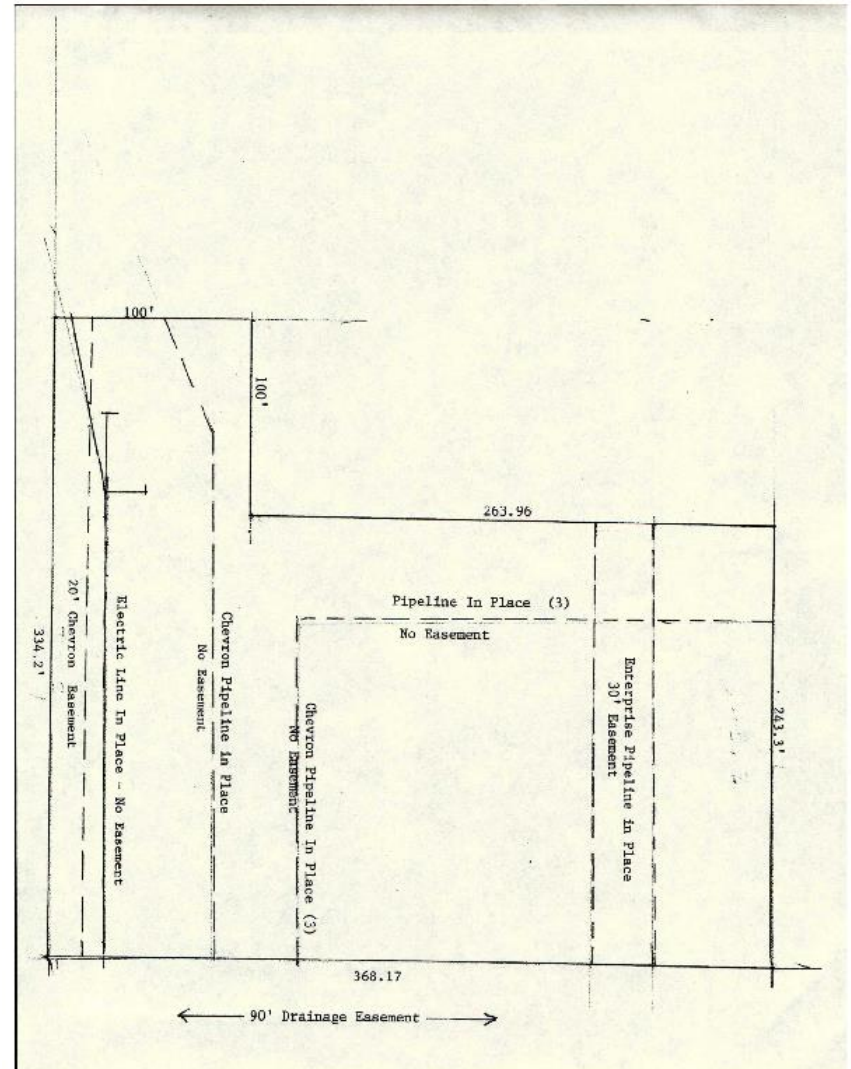 100'
100'
263.96
Pipeline In Place (3)
No Easement
20' Chevron Easement
334.2'
Electric Line In Place - No Easement
Chevron Pipeline in Place
No Easement
Chevron Pipeline In Place (3)
No Easement
Enterprise Pipeline in Place
30' Easement
243.3'
368.17
90' Drainage Easement